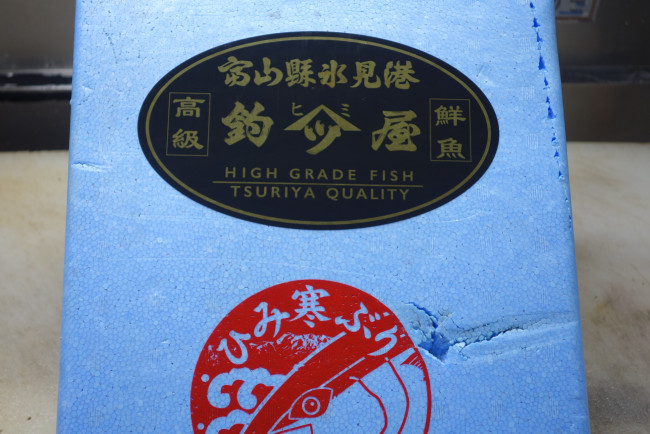 富山縣氷見港
高級
釣 ヒミ ツ 屋
鮮魚
HIGH GRADE FISH
TSURIYA QUALITY
ひみ寒ぶり